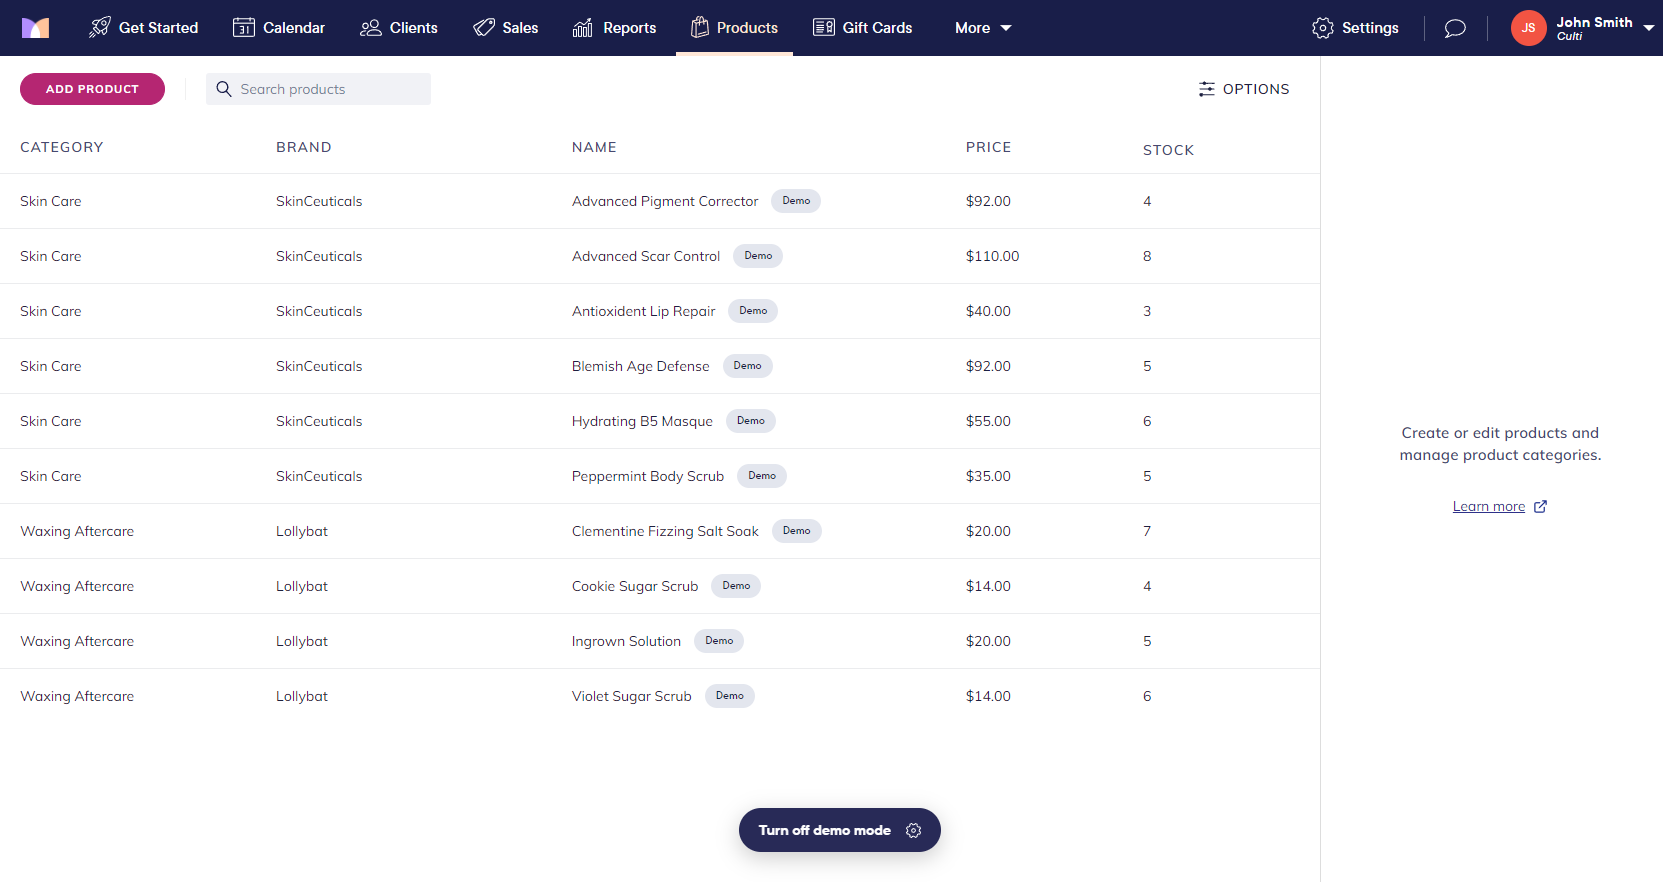 Get Started
31
Calendar
Clients
Sales
Reports
Products
Gift Cards
More
Settings
JS
John Smith
Culti
ADD PRODUCT
Search products
OPTIONS
CATEGORY BRAND NAME PRICE STOCK
Skin Care SkinCeuticals Advanced Pigment Corrector Demo $92.00 4
Skin Care SkinCeuticals Advanced Scar Control Demo $110.00 8
Skin Care SkinCeuticals Antioxident Lip Repair Demo $40.00 3
Skin Care SkinCeuticals Blemish Age Defense Demo $92.00 5
Skin Care SkinCeuticals Hydrating B5 Masque Demo $55.00 6
Skin Care SkinCeuticals Peppermint Body Scrub Demo $35.00 5
Waxing Aftercare Lollybat Clementine Fizzing Salt Soak Demo $20.00 7
Waxing Aftercare Lollybat Cookie Sugar Scrub Demo $14.00 4
Waxing Aftercare Lollybat Ingrown Solution Demo $20.00 5
Waxing Aftercare Lollybat Violet Sugar Scrub Demo $14.00 6
Create or edit products and
manage product categories.
Learn more
Turn off demo mode